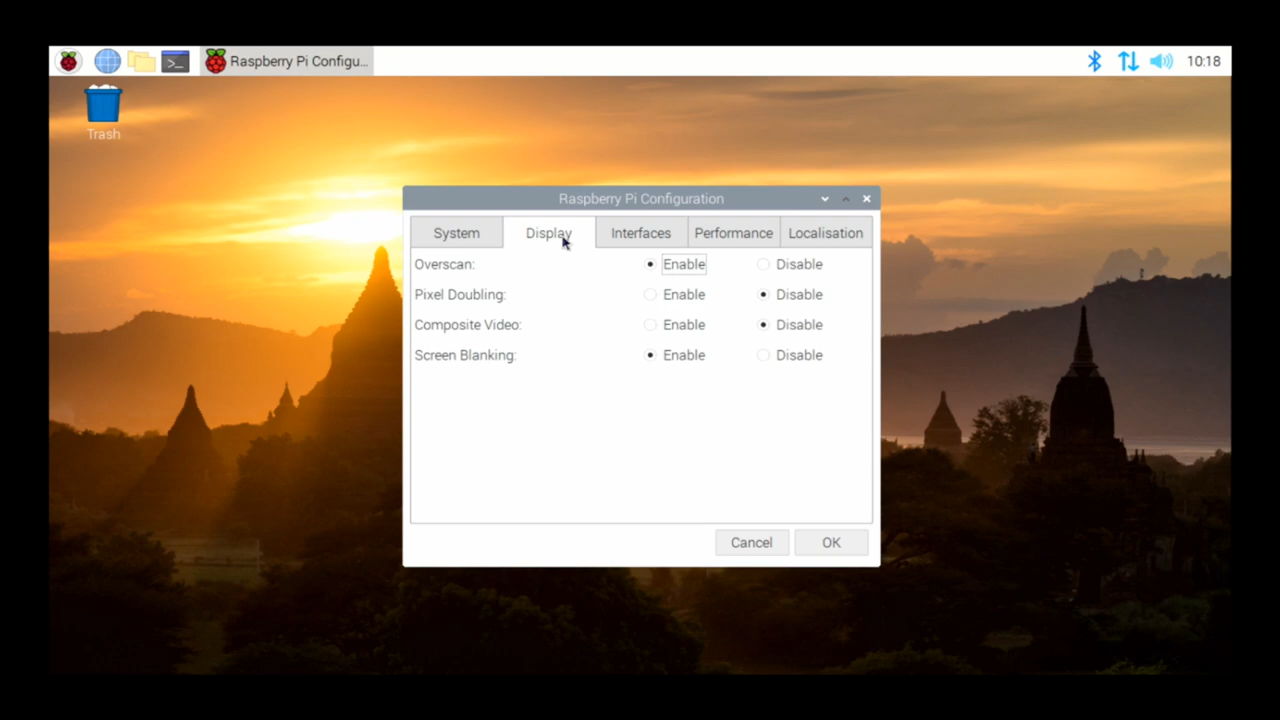 Raspberry Pi Configu... 10:18
Trash
Raspberry Pi Configuration
System Display Interfaces Performance Localisation
Overscan: Enable Disable
Pixel Doubling: Enable Disable
Composite Video: Enable Disable
Screen Blanking: Enable Disable
Cancel OK